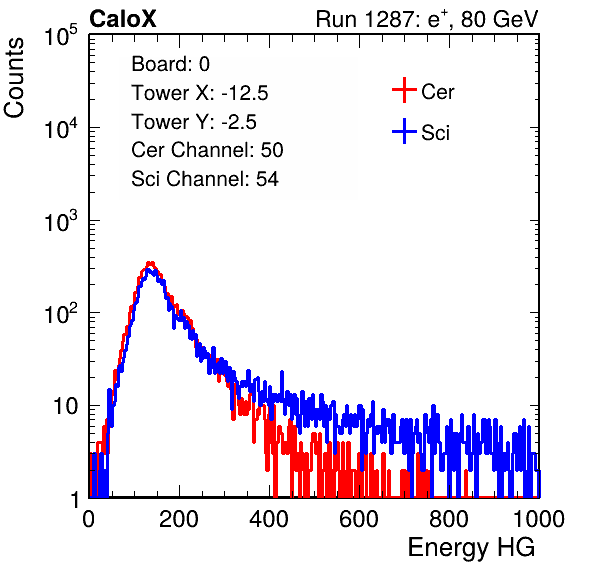 CaloX Run 1287: e⁺, 80 GeV
Board: 0
Tower X: -12.5
Tower Y: -2.5
Cer Channel: 50
Sci Channel: 54
Cer
Sci
Counts
10⁵
10⁴
10³
10²
10
1
0 200 400 600 800 1000
Energy HG